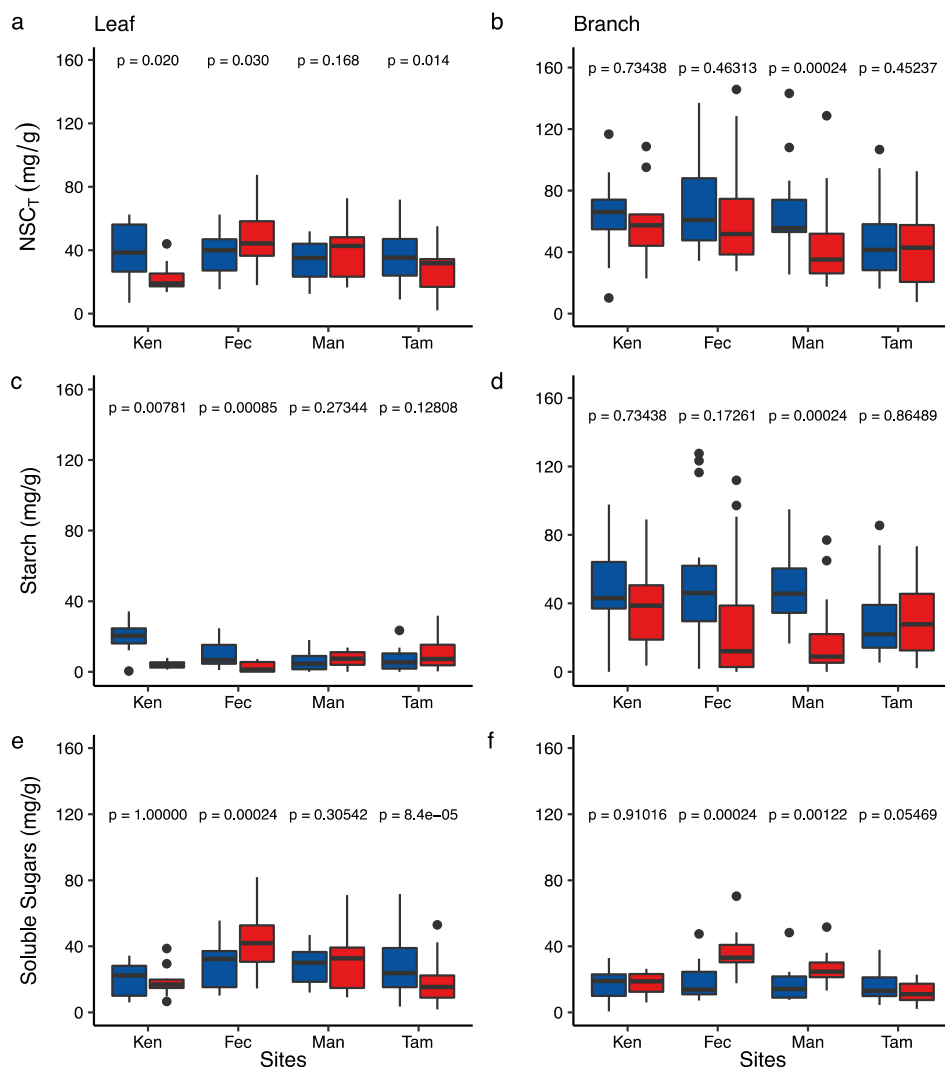 a Leaf
NSCT (mg/g)
160
120
80
40
0
p = 0.020 p = 0.030 p = 0.168 p = 0.014
Ken Fec Man Tam
b Branch
160
120
80
40
0
p = 0.73438 p = 0.46313 p = 0.00024 p = 0.45237
Ken Fec Man Tam
c
Starch (mg/g)
160
120
80
40
0
p = 0.00781 p = 0.00085 p = 0.27344 p = 0.12808
Ken Fec Man Tam
d
160
120
80
40
0
p = 0.73438 p = 0.17261 p = 0.00024 p = 0.86489
Ken Fec Man Tam
e
Soluble Sugars (mg/g)
160
120
80
40
0
p = 1.00000 p = 0.00024 p = 0.30542 p = 8.4e−05
Ken Fec Man Tam
Sites
f
160
120
80
40
0
p = 0.91016 p = 0.00024 p = 0.00122 p = 0.05469
Ken Fec Man Tam
Sites